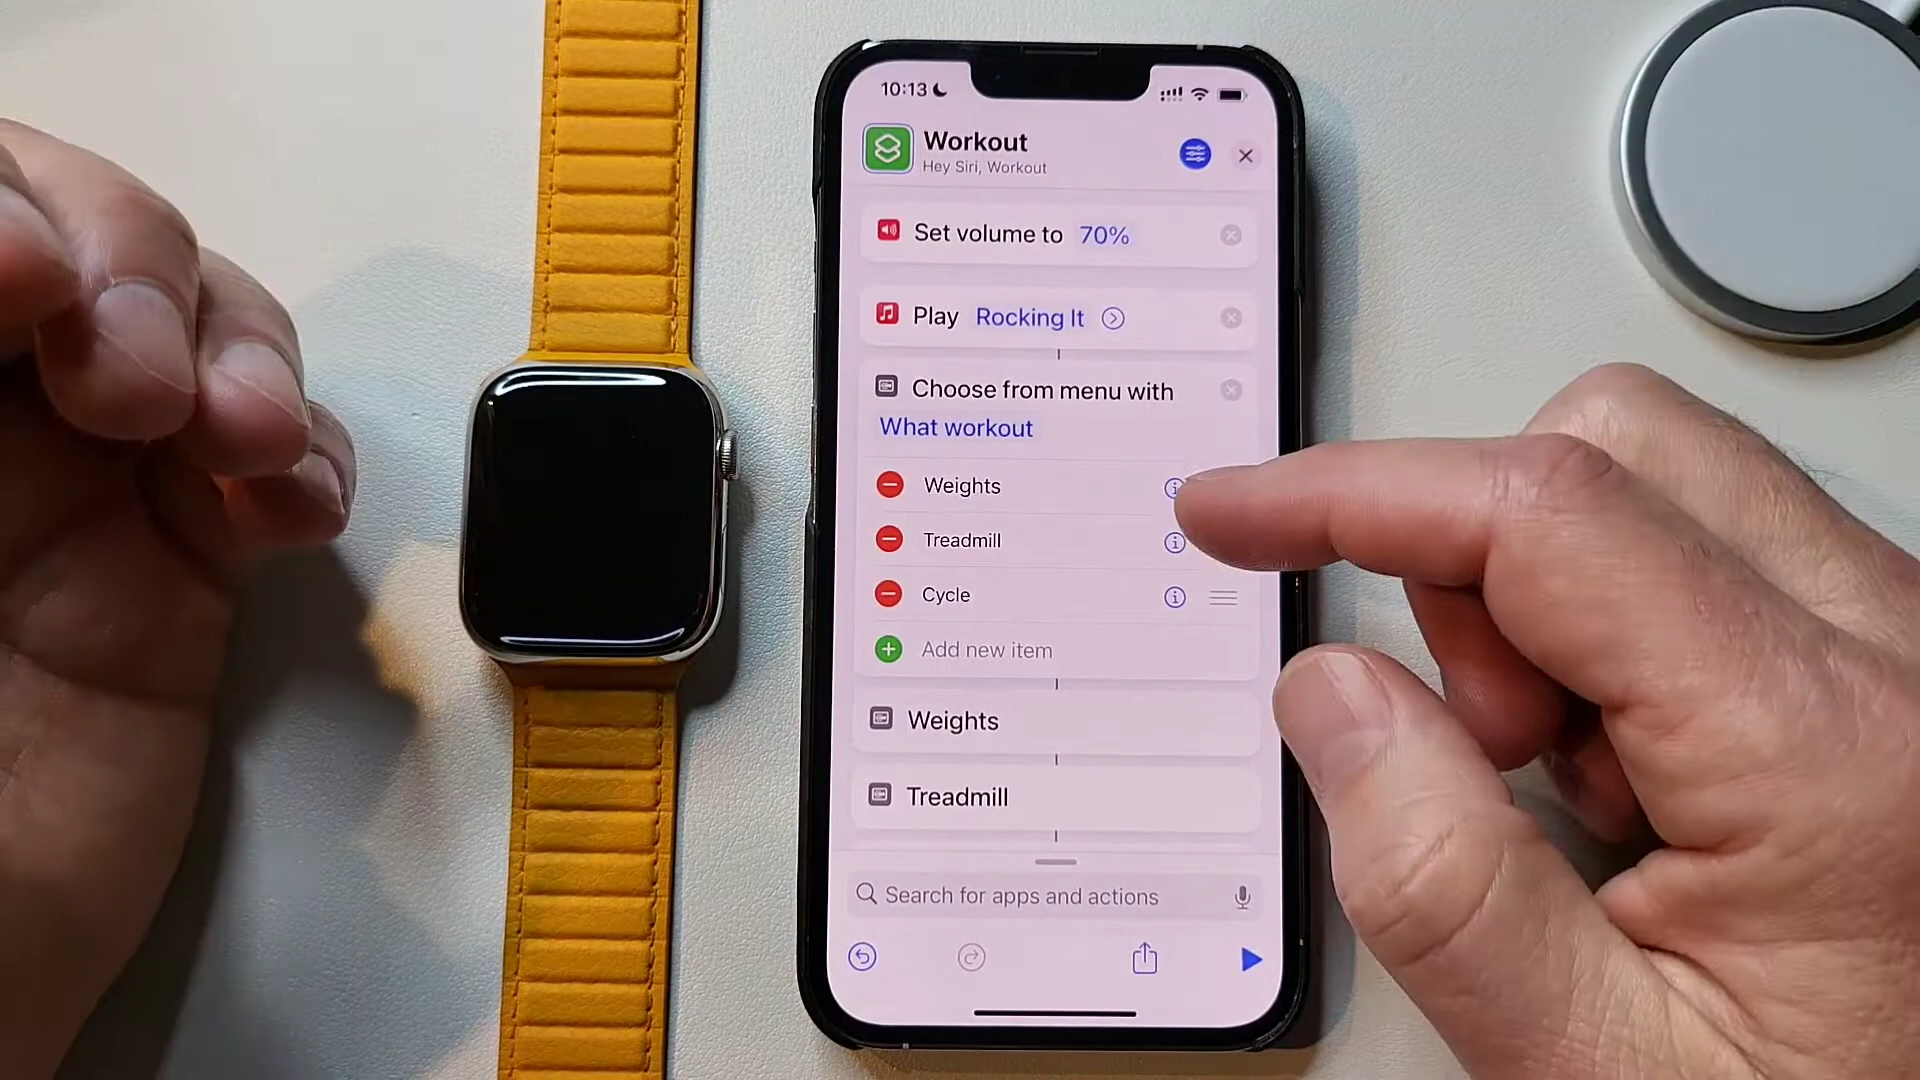 10:13
Workout
Hey Siri, Workout
Set volume to 70%
Play Rocking It
Choose from menu with
What workout
Weights
Treadmill
Cycle
Add new item
Weights
Treadmill
Search for apps and actions